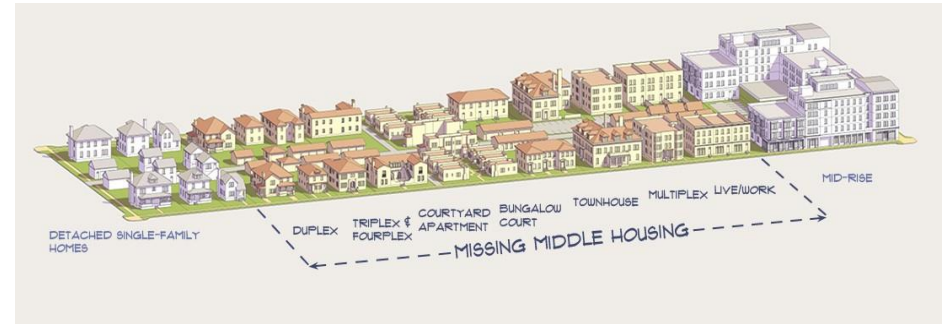 DETACHED SINGLE-FAMILY
HOMES
DUPLEX
TRIPLEX &
FOURPLEX
COURTYARD
APARTMENT
BUNGALOW
COURT
TOWNHOUSE
MULTIPLEX
LIVE/WORK
MID-RISE
MISSING MIDDLE HOUSING